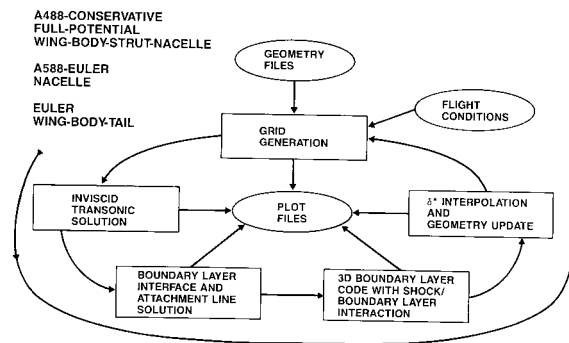 A488-CONSERVATIVE
FULL-POTENTIAL
WING-BODY-STRUT-NACELLE
A588-EULER
NACELLE
EULER
WING-BODY-TAIL
GEOMETRY
FILES
FLIGHT
CONDITIONS
GRID
GENERATION
INVISCID
TRANSONIC
SOLUTION
PLOT
FILES
δ* INTERPOLATION
AND
GEOMETRY UPDATE
BOUNDARY LAYER
INTERFACE AND
ATTACHMENT LINE
SOLUTION
3D BOUNDARY LAYER
CODE WITH SHOCK/
BOUNDARY LAYER
INTERACTION